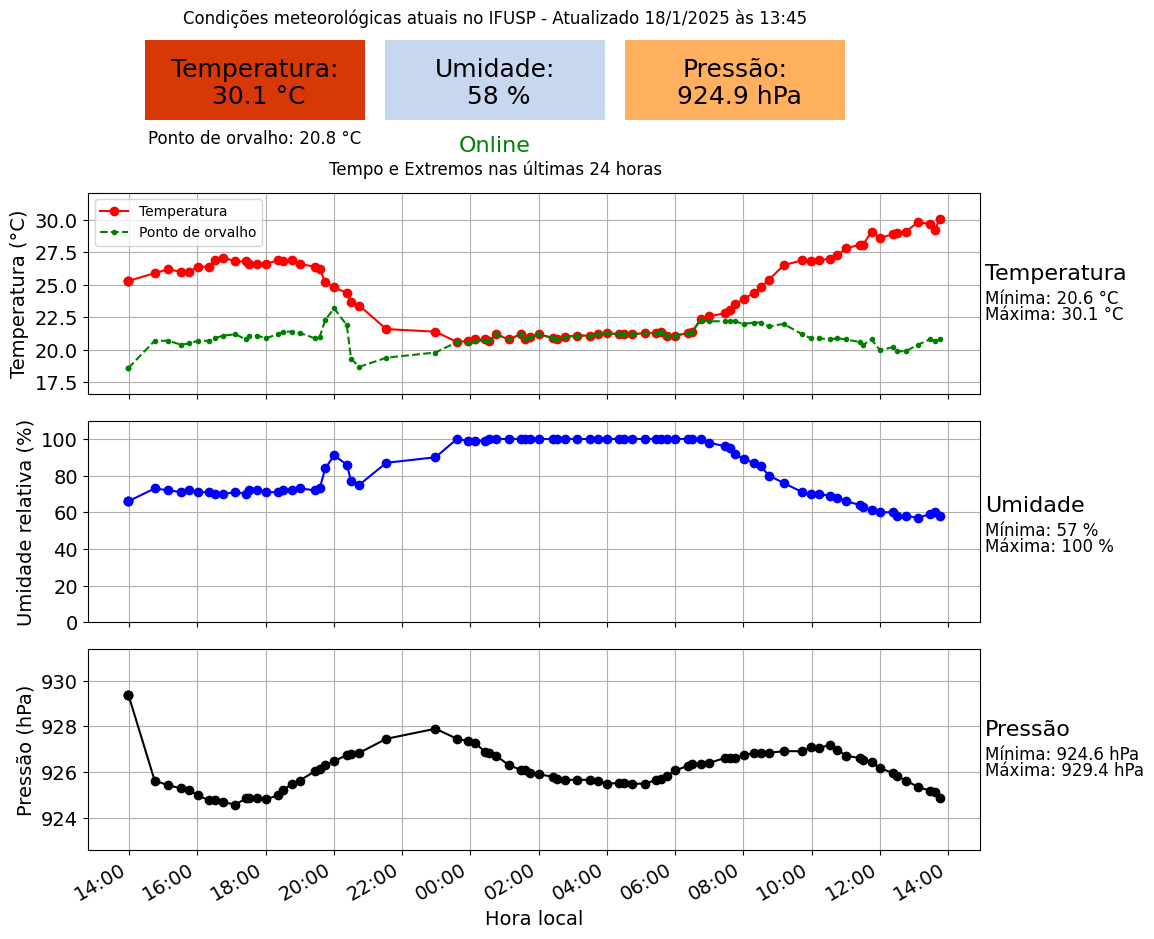 Condições meteorológicas atuais no IFUSP - Atualizado 18/1/2025 às 13:45
Temperatura:
30.1 °C
Umidade:
58 %
Pressão:
924.9 hPa
Ponto de orvalho: 20.8 °C
Online
Tempo e Extremos nas últimas 24 horas
Temperatura (°C)
30.0
27.5
25.0
22.5
20.0
17.5
Temperatura
Ponto de orvalho
Temperatura
Mínima: 20.6 °C
Máxima: 30.1 °C
Umidade relativa (%)
100
80
60
40
20
0
Umidade
Mínima: 57 %
Máxima: 100 %
Pressão (hPa)
930
928
926
924
Pressão
Mínima: 924.6 hPa
Máxima: 929.4 hPa
14:00
16:00
18:00
20:00
22:00
00:00
02:00
04:00
06:00
08:00
10:00
12:00
14:00
Hora local